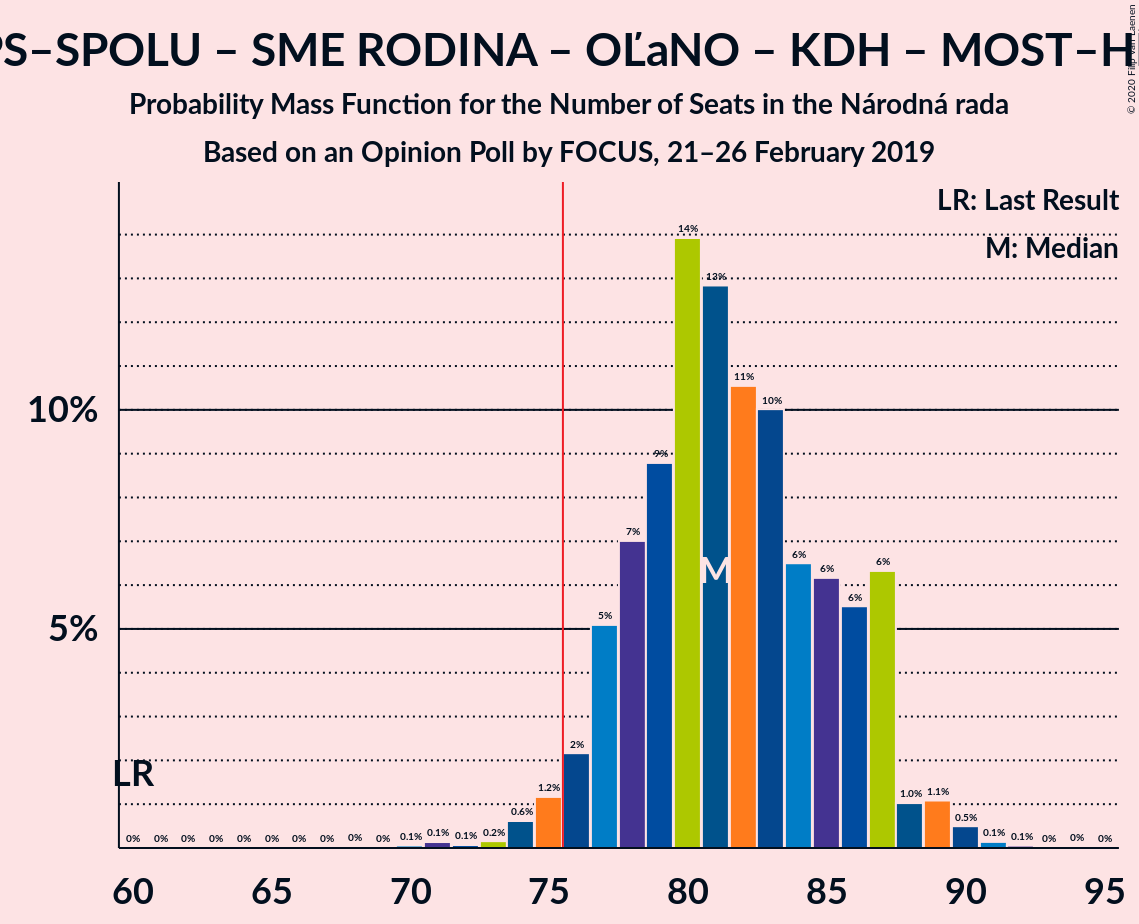 PS–SPOLU – SME RODINA – OĽaNO – KDH – MOST–H
© 2020 Filip van Laenen
Probability Mass Function for the Number of Seats in the Národná rada
Based on an Opinion Poll by FOCUS, 21–26 February 2019
LR: Last Result
M: Median
14%
13%
11%
10%
10%
9%
7%
M
6%
6%
6%
6%
5%
5%
2%
LR
1.2%
1.0%
1.1%
0.6%
0.5%
0% 0% 0% 0% 0% 0% 0% 0% 0% 0% 0.1% 0.1% 0.1% 0.2% 0.1% 0.1% 0% 0% 0%
60 65 70 75 80 85 90 95